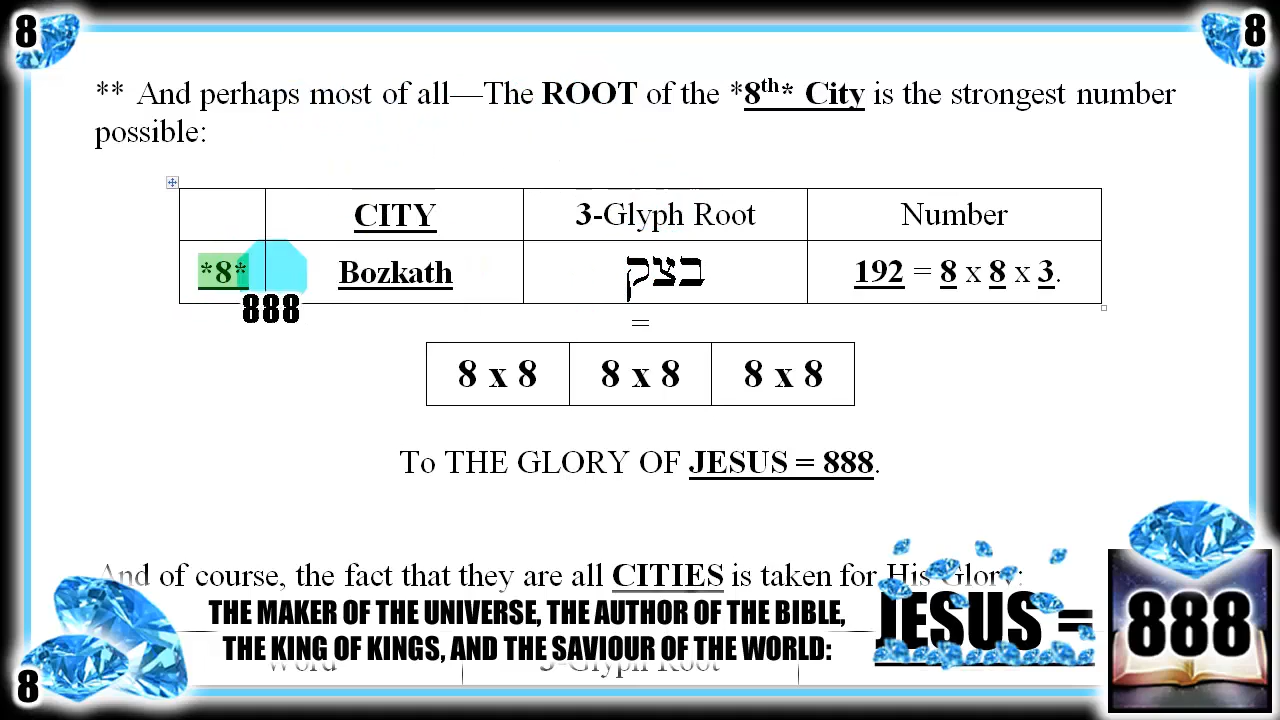 8
8
** And perhaps most of all—The ROOT of the *8th* City is the strongest number
possible:
CITY 3-Glyph Root Number
*8* Bozkath בצק 192 = 8 x 8 x 3.
888
=
8 x 8 8 x 8 8 x 8
To THE GLORY OF JESUS = 888.
And of course, the fact that they are all CITIES is taken for His Glory:
THE MAKER OF THE UNIVERSE, THE AUTHOR OF THE BIBLE,
THE KING OF KINGS, AND THE SAVIOUR OF THE WORLD:
JESUS = 888
Word 3-Glyph Root
8